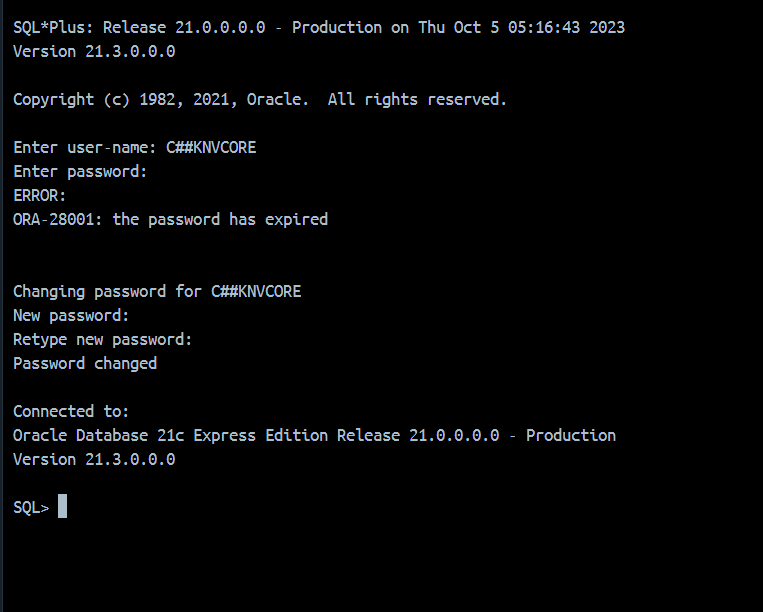 SQL*Plus: Release 21.0.0.0.0 - Production on Thu Oct 5 05:16:43 2023
Version 21.3.0.0.0
Copyright (c) 1982, 2021, Oracle.  All rights reserved.
Enter user-name: C##KNVCORE
Enter password:
ERROR:
ORA-28001: the password has expired
Changing password for C##KNVCORE
New password:
Retype new password:
Password changed
Connected to:
Oracle Database 21c Express Edition Release 21.0.0.0.0 - Production
Version 21.3.0.0.0
SQL>